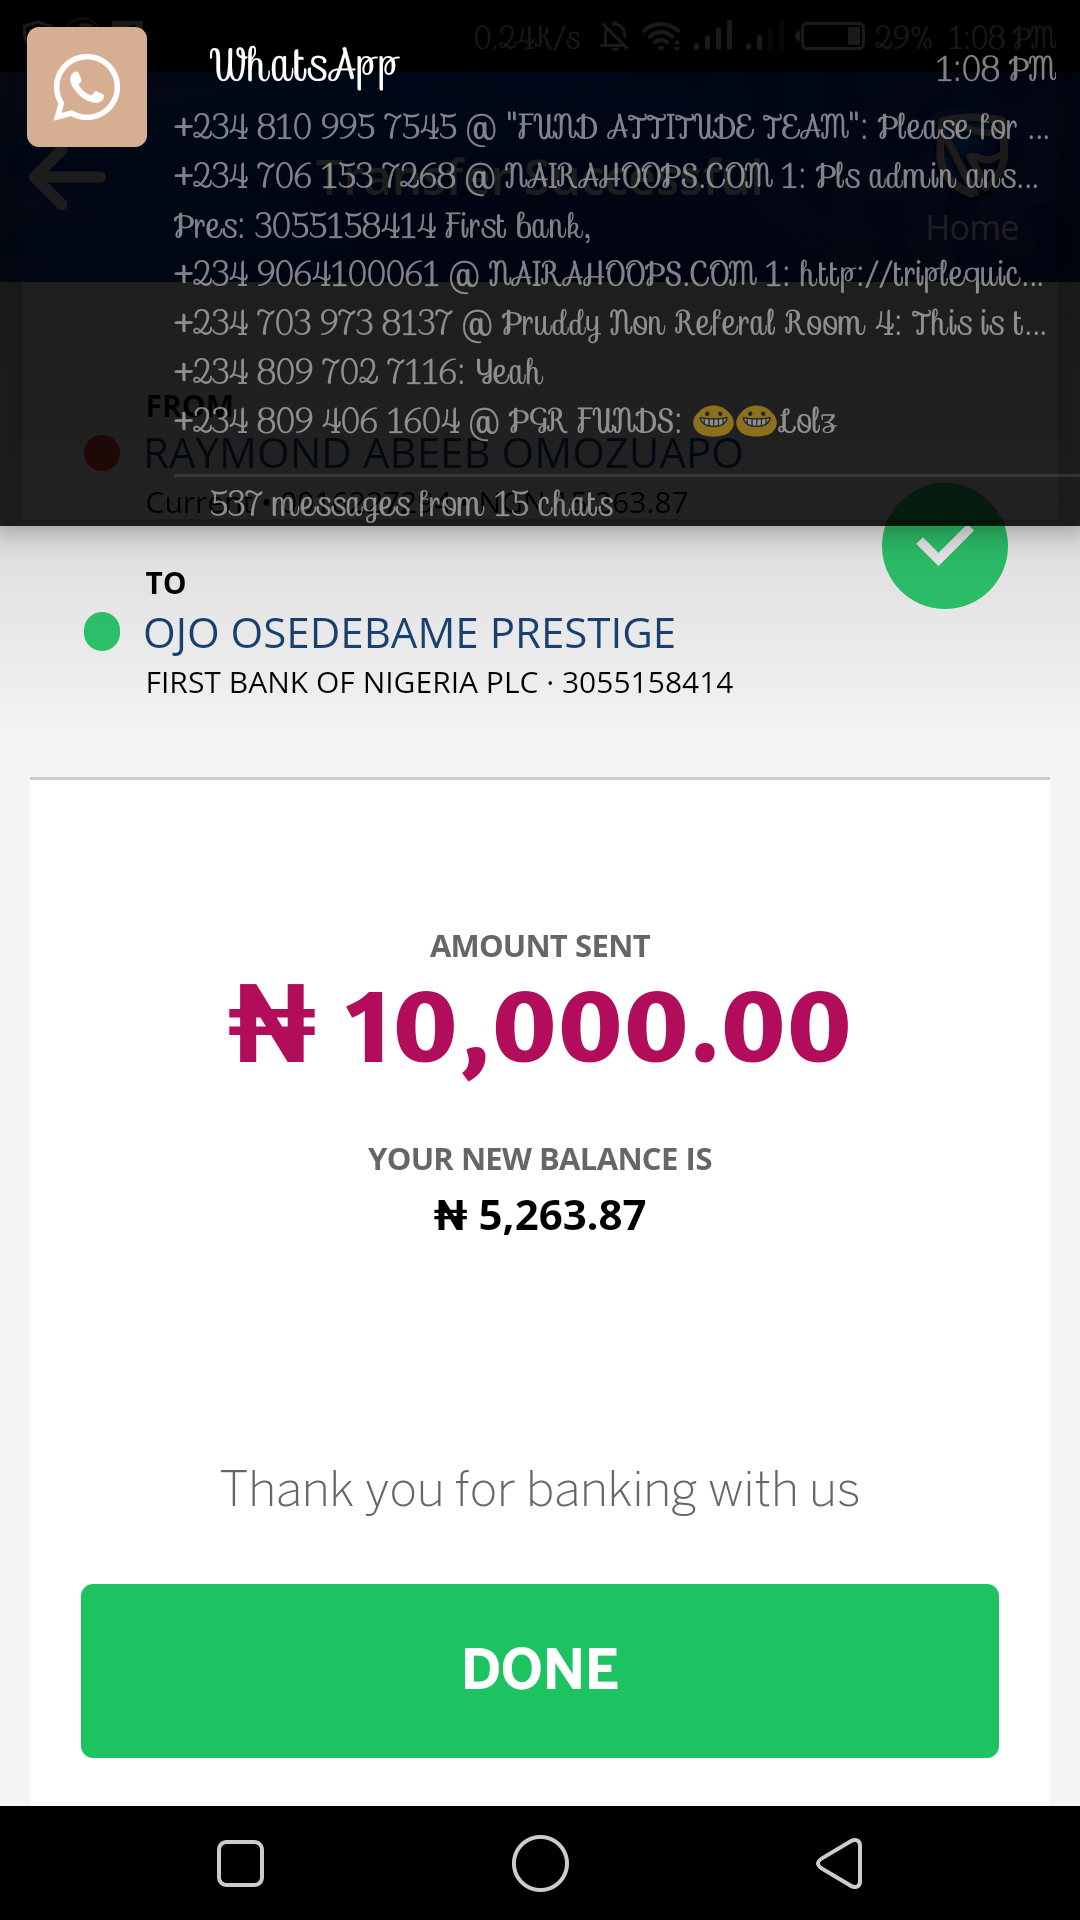 0.24K/s 29% 1:08 PM
WhatsApp 1:08 PM
+234 810 995 7545 @ "FUND ATTITUDE TEAM": Please for ...
+234 706 153 7268 @ NAIRAHOOPS.COM 1: Pls admin ans...
Transfer Successful
Pres: 3055158414 First bank,
Home
+234 9064100061 @ NAIRAHOOPS.COM 1: http://triplequic...
+234 703 973 8137 @ Pruddy Non Referal Room 4: This is t...
+234 809 702 7116: Yeah
FROM
+234 809 406 1604 @ PGR FUNDS: 😁😁Lolz
RAYMOND ABEEB OMOZUAPO
537 messages from 15 chats
TO
OJO OSEDEBAME PRESTIGE
FIRST BANK OF NIGERIA PLC · 3055158414
AMOUNT SENT
₦ 10,000.00
YOUR NEW BALANCE IS
₦ 5,263.87
Thank you for banking with us
DONE